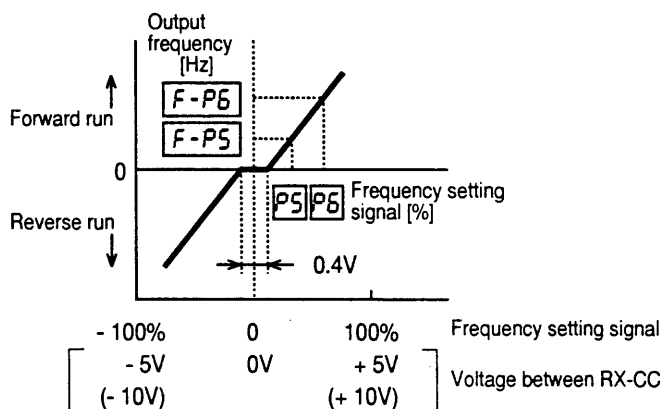 Output
frequency
[Hz]
F-P6
F-P5
Forward run
0
Reverse run
P5 P6 Frequency setting
signal [%]
0.4V
- 100% 0 100% Frequency setting signal
- 5V 0V + 5V
(- 10V) (+ 10V)
Voltage between RX-CC